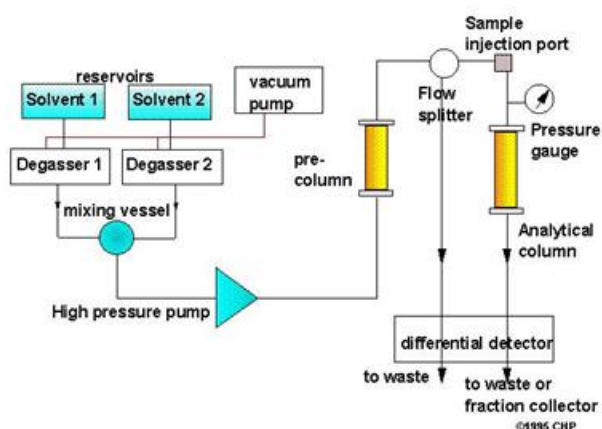 reservoirs
Solvent 1
Solvent 2
vacuum
pump
Degasser 1
Degasser 2
mixing vessel
High pressure pump
pre-
column
Flow
splitter
Sample
injection port
Pressure
gauge
Analytical
column
differential detector
to waste
to waste or
fraction collector
©1995 CHP